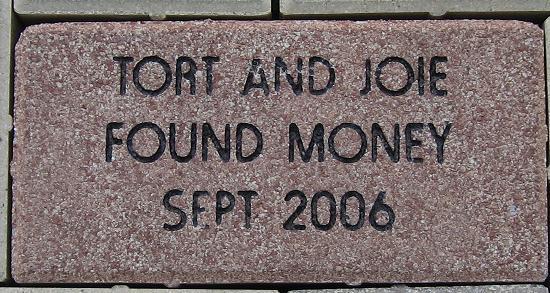 TORT AND JOIE
FOUND MONEY
SEPT 2006